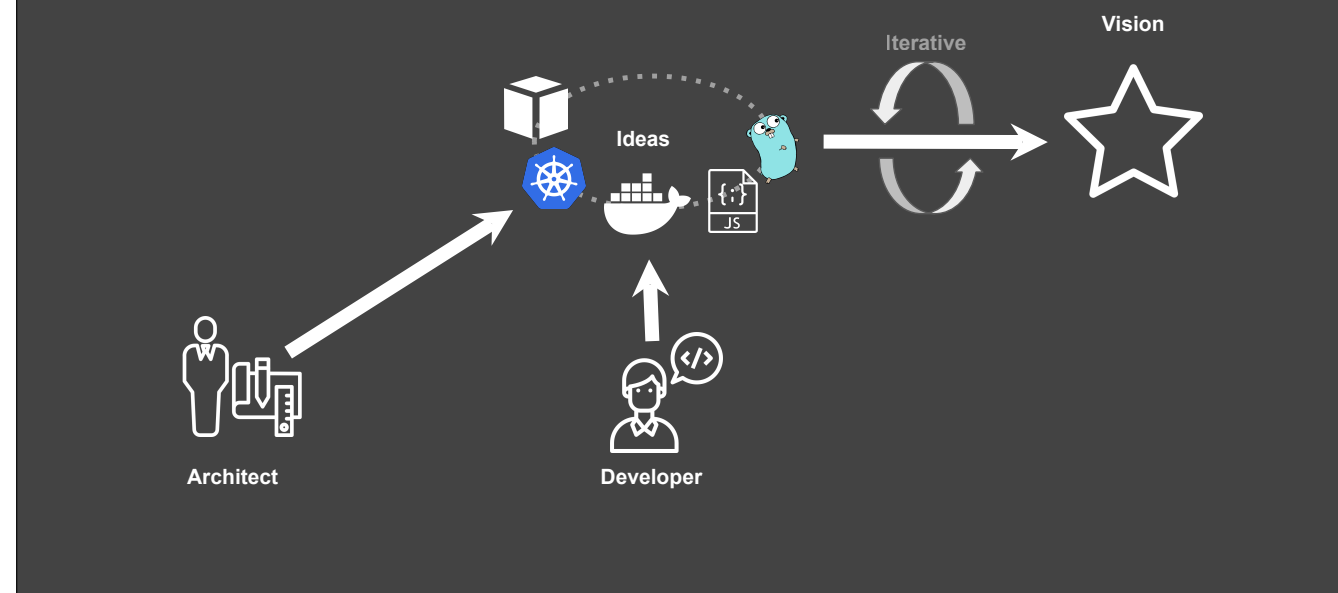 Vision
Iterative
Ideas
{;}
JS
</>
Architect
Developer